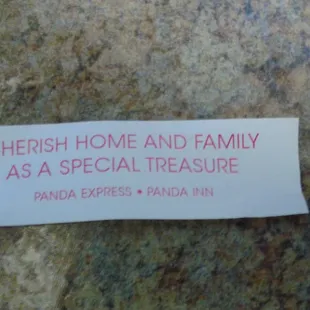 HERISH HOME AND FAMILY
AS A SPECIAL TREASURE
PANDA EXPRESS • PANDA INN